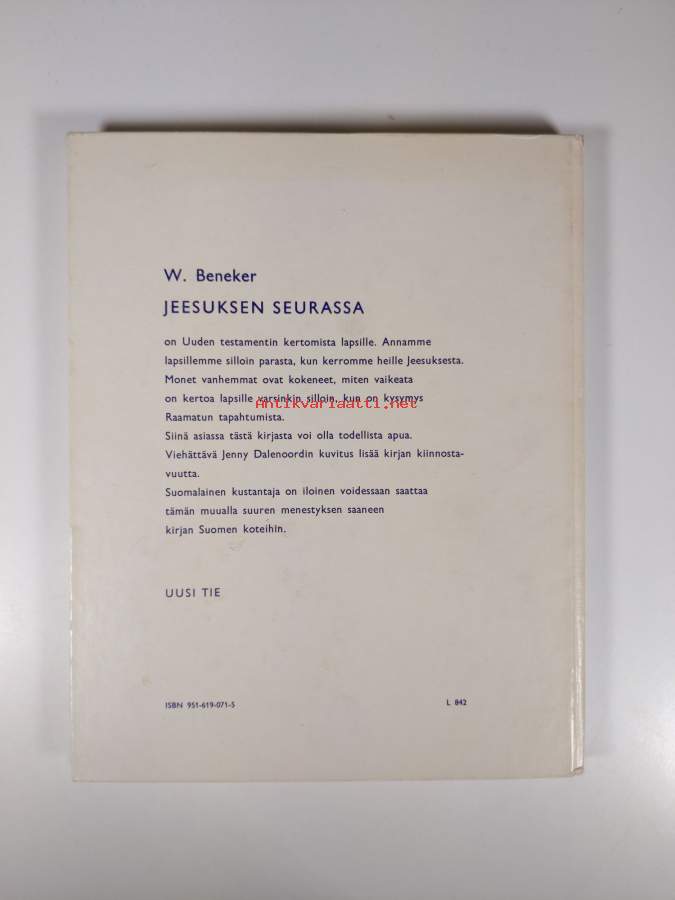 W. Beneker
JEESUKSEN SEURASSA
on Uuden testamentin kertomista lapsille. Annamme
lapsillemme silloin parasta, kun kerromme heille Jeesuksesta.
Monet vanhemmat ovat kokeneet, miten vaikeata
on kertoa lapsille varsinkin silloin, kun on kysymys
Antikvariaatti.net
Raamatun tapahtumista.
Siinä asiassa tästä kirjasta voi olla todellista apua.
Viehättävä Jenny Dalenoordin kuvitus lisää kirjan kiinnosta-
vuutta.
Suomalainen kustantaja on iloinen voidessaan saattaa
tämän muualla suuren menestyksen saaneen
kirjan Suomen koteihin.
UUSI TIE
ISBN 951-619-071-5 L 842